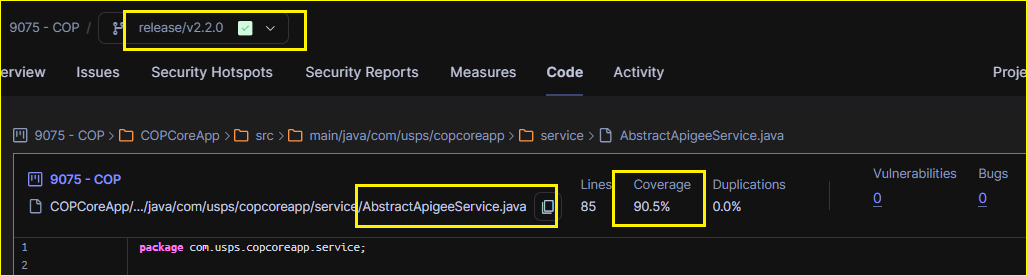 9075 - COP / release/v2.2.0
erview Issues Security Hotspots Security Reports Measures Code Activity Proje
9075 - COP > COPCoreApp > src > main/java/com/usps/copcoreapp > service > AbstractApigeeService.java
9075 - COP
COPCoreApp/.../java/com/usps/copcoreapp/service/AbstractApigeeService.java
Lines Coverage Duplications Vulnerabilities Bugs
85 90.5% 0.0% 0 0
1 package com.usps.copcoreapp.service;
2